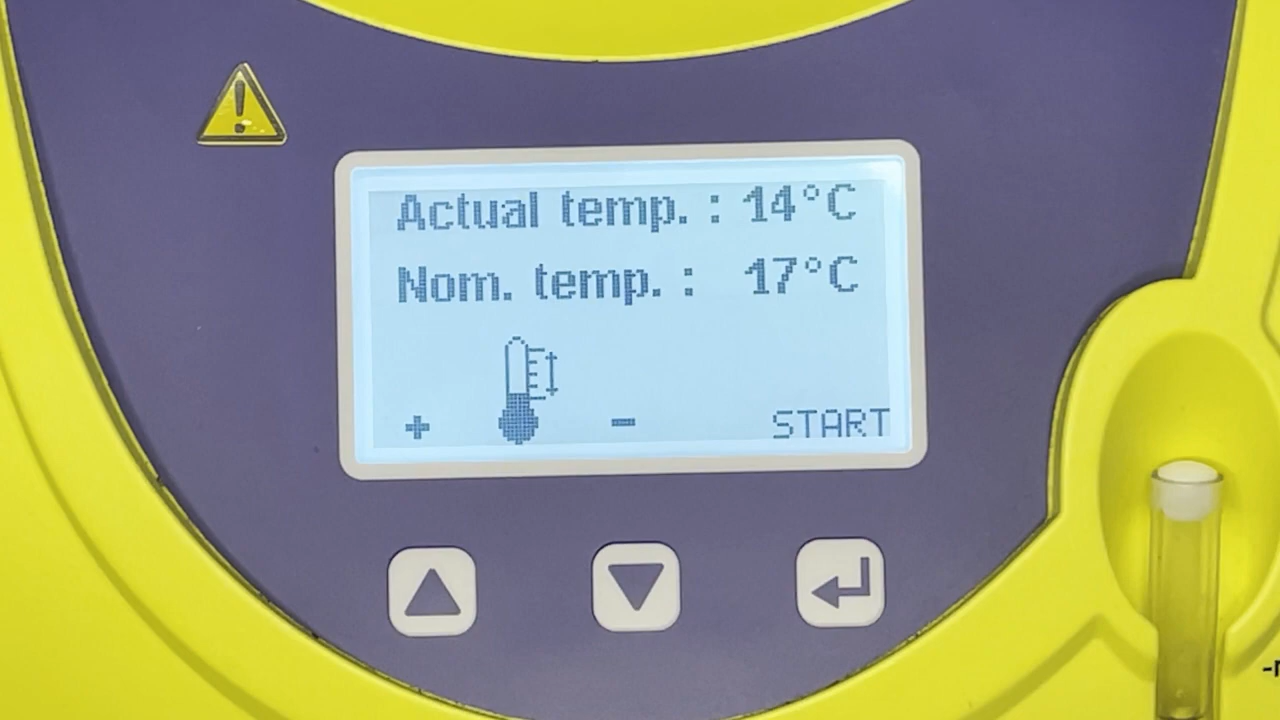 Actual temp. : 14°C
Nom. temp. : 17°C
+ - START